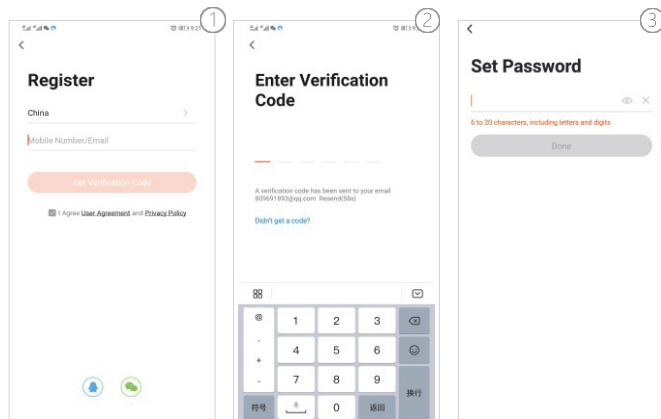 1
9:25
Register
China
Mobile Number/Email
Get Verification Code
I Agree User Agreement and Privacy Policy
2
Enter Verification
Code
A verification code has been sent to your email
809691893@qq.com Resend(58s)
Didn't get a code?
@
1 2 3
.
4 5 6
+
-
7 8 9
换行
符号
0
返回
3
Set Password
6 to 20 characters, including letters and digits
Done